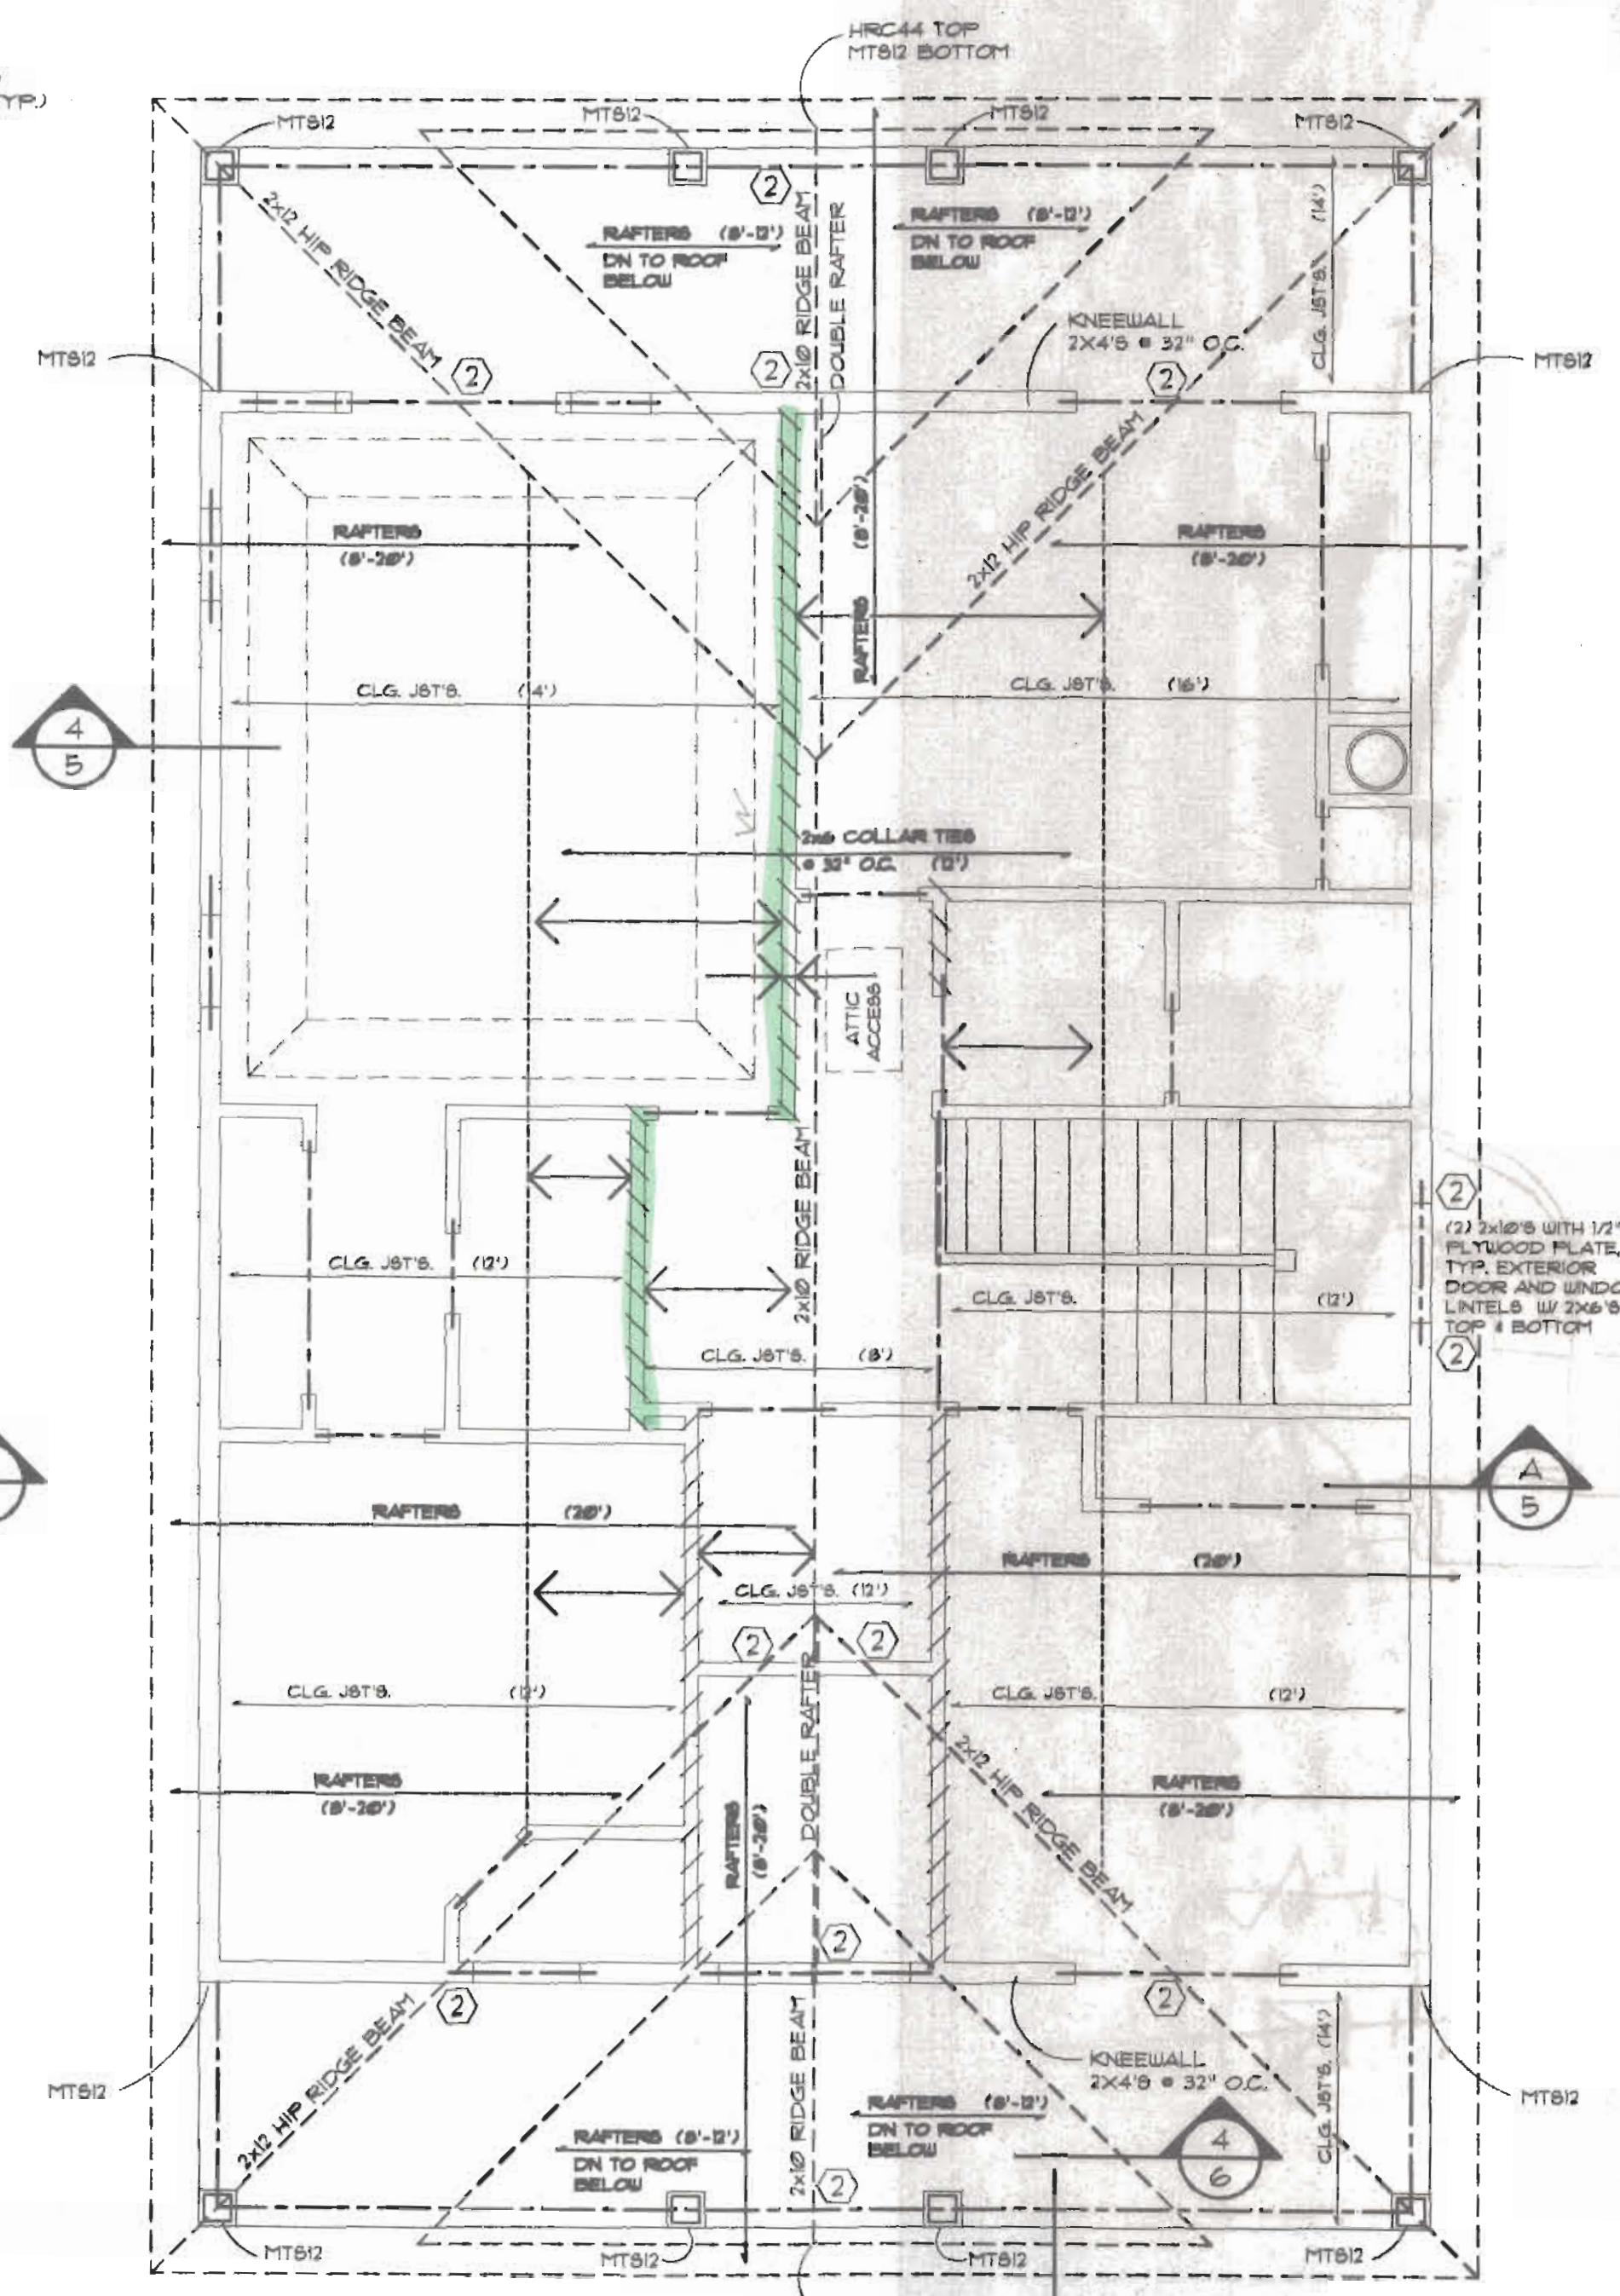 HRC44 TOP
MTS12 BOTTOM
YP.)
MTS12
MTS12
MTS12
MTS12
2
2x12 HIP RIDGE BEAM
RAFTERS (8'-12')
DN TO ROOF
BELOW
2x10 RIDGE BEAM
DOUBLE RAFTER
RAFTERS (8'-12')
DN TO ROOF
BELOW
CLG. JST'S. (14')
KNEEWALL
2X4'S @ 32" O.C.
MTS12
2
2
2
MTS12
2x12 HIP RIDGE BEAM
RAFTERS
(8'-20')
RAFTERS (8'-20')
RAFTERS
(8'-20')
CLG. JST'S. (14')
CLG. JST'S. (16')
4
5
2x6 COLLAR TIES
@ 32" O.C. (12')
ATTIC
ACCESS
2x10 RIDGE BEAM
2
(2) 2x10'S WITH 1/2"
PLYWOOD PLATE,
TYP. EXTERIOR
DOOR AND WINDO
LINTELS W/ 2X6'S
TOP & BOTTOM
2
CLG. JST'S. (12')
CLG. JST'S. (12')
CLG. JST'S. (8')
A
5
RAFTERS (20')
RAFTERS (20')
CLG. JST'S. (12')
2
2
CLG. JST'S. (12')
CLG. JST'S. (12')
DOUBLE RAFTER
2x12 HIP RIDGE BEAM
RAFTERS
(8'-20')
RAFTERS
(8'-20')
RAFTERS
(8'-20')
2
2
2
2x12 HIP RIDGE BEAM
2x10 RIDGE BEAM
KNEEWALL
2X4'S @ 32" O.C.
CLG. JST'S. (14')
MTS12
MTS12
RAFTERS (8'-12')
DN TO ROOF
BELOW
RAFTERS (8'-12')
DN TO ROOF
BELOW
4
6
2
MTS12
MTS12
MTS12
MTS12